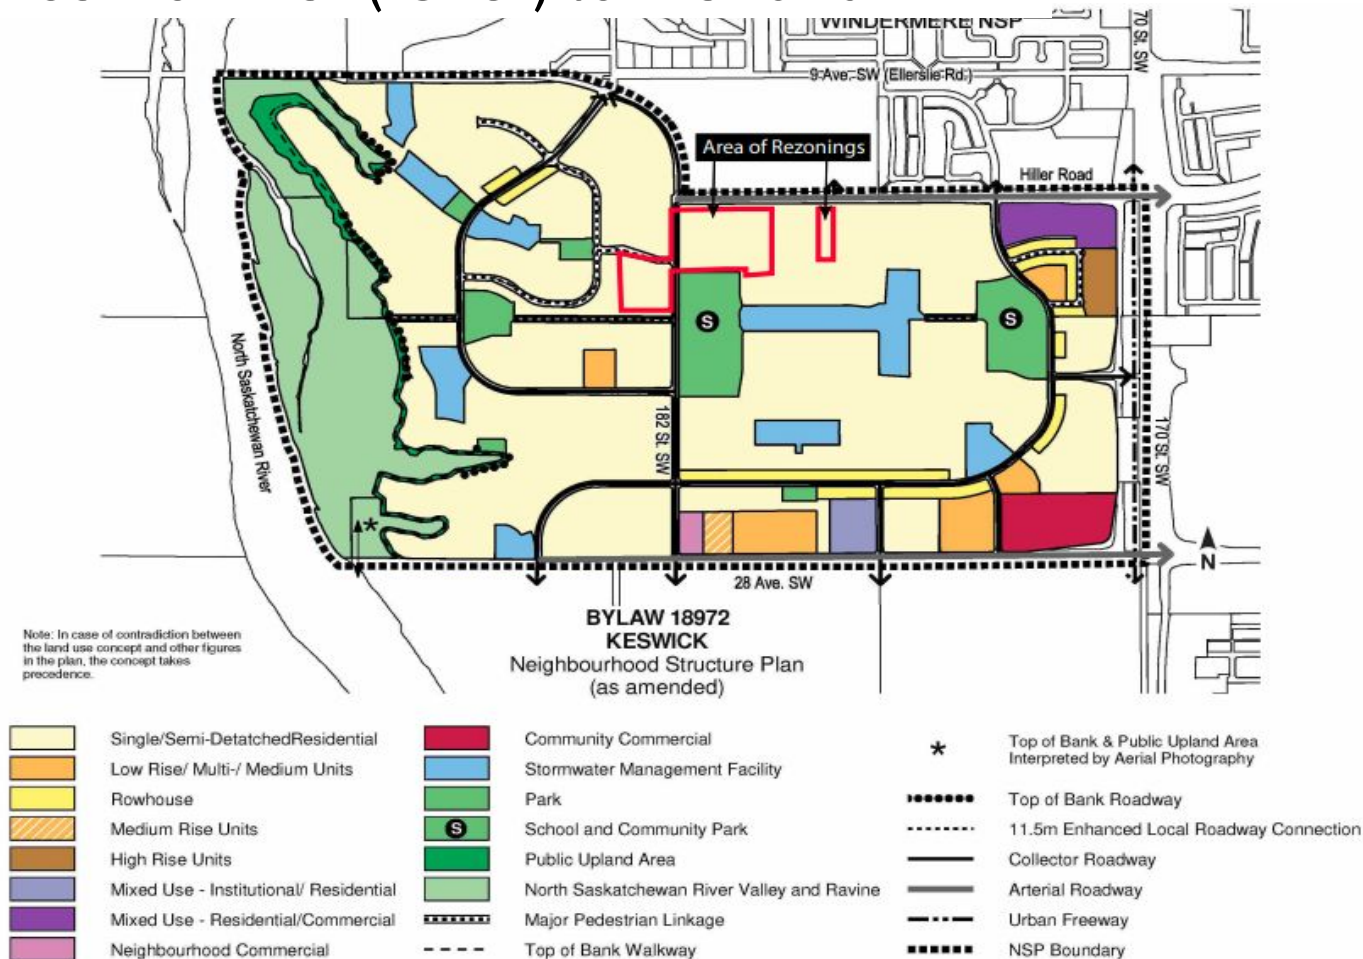 WINDERMERE NSP
170 St. SW
9 Ave. SW (Ellerslie Rd.)
Area of Rezonings
Hiller Road
S
S
North Saskatchewan River
182 St. SW
170 St. SW
*
N
28 Ave. SW
BYLAW 18972
KESWICK
Neighbourhood Structure Plan
(as amended)
Note: In case of contradiction between
the land use concept and other figures
in the plan, the concept takes
precedence.
Single/Semi-DetatchedResidential
Low Rise/ Multi-/ Medium Units
Rowhouse
Medium Rise Units
High Rise Units
Mixed Use - Institutional/ Residential
Mixed Use - Residential/Commercial
Neighbourhood Commercial
Community Commercial
Stormwater Management Facility
Park
S School and Community Park
Public Upland Area
North Saskatchewan River Valley and Ravine
Major Pedestrian Linkage
Top of Bank Walkway
* Top of Bank & Public Upland Area
Interpreted by Aerial Photography
Top of Bank Roadway
11.5m Enhanced Local Roadway Connection
Collector Roadway
Arterial Roadway
Urban Freeway
NSP Boundary